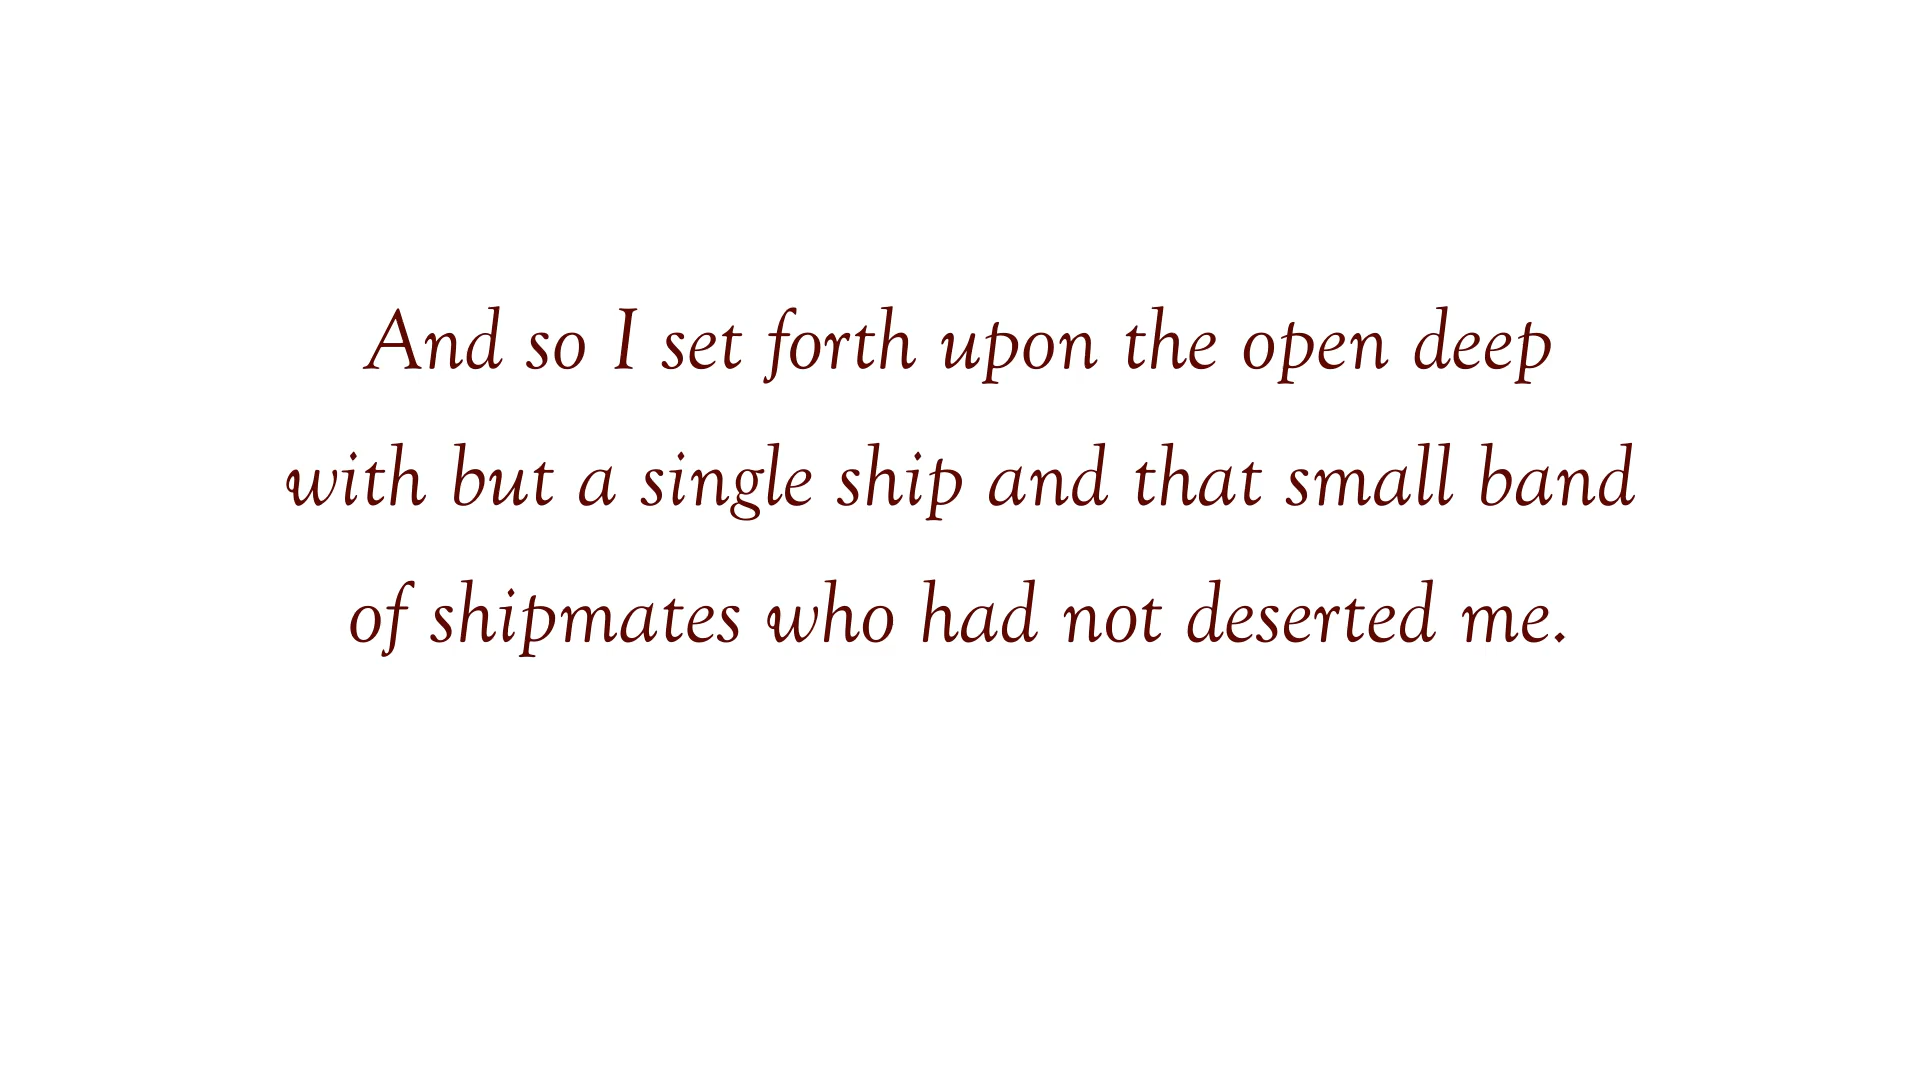 And so I set forth upon the open deep
with but a single ship and that small band
of shipmates who had not deserted me.